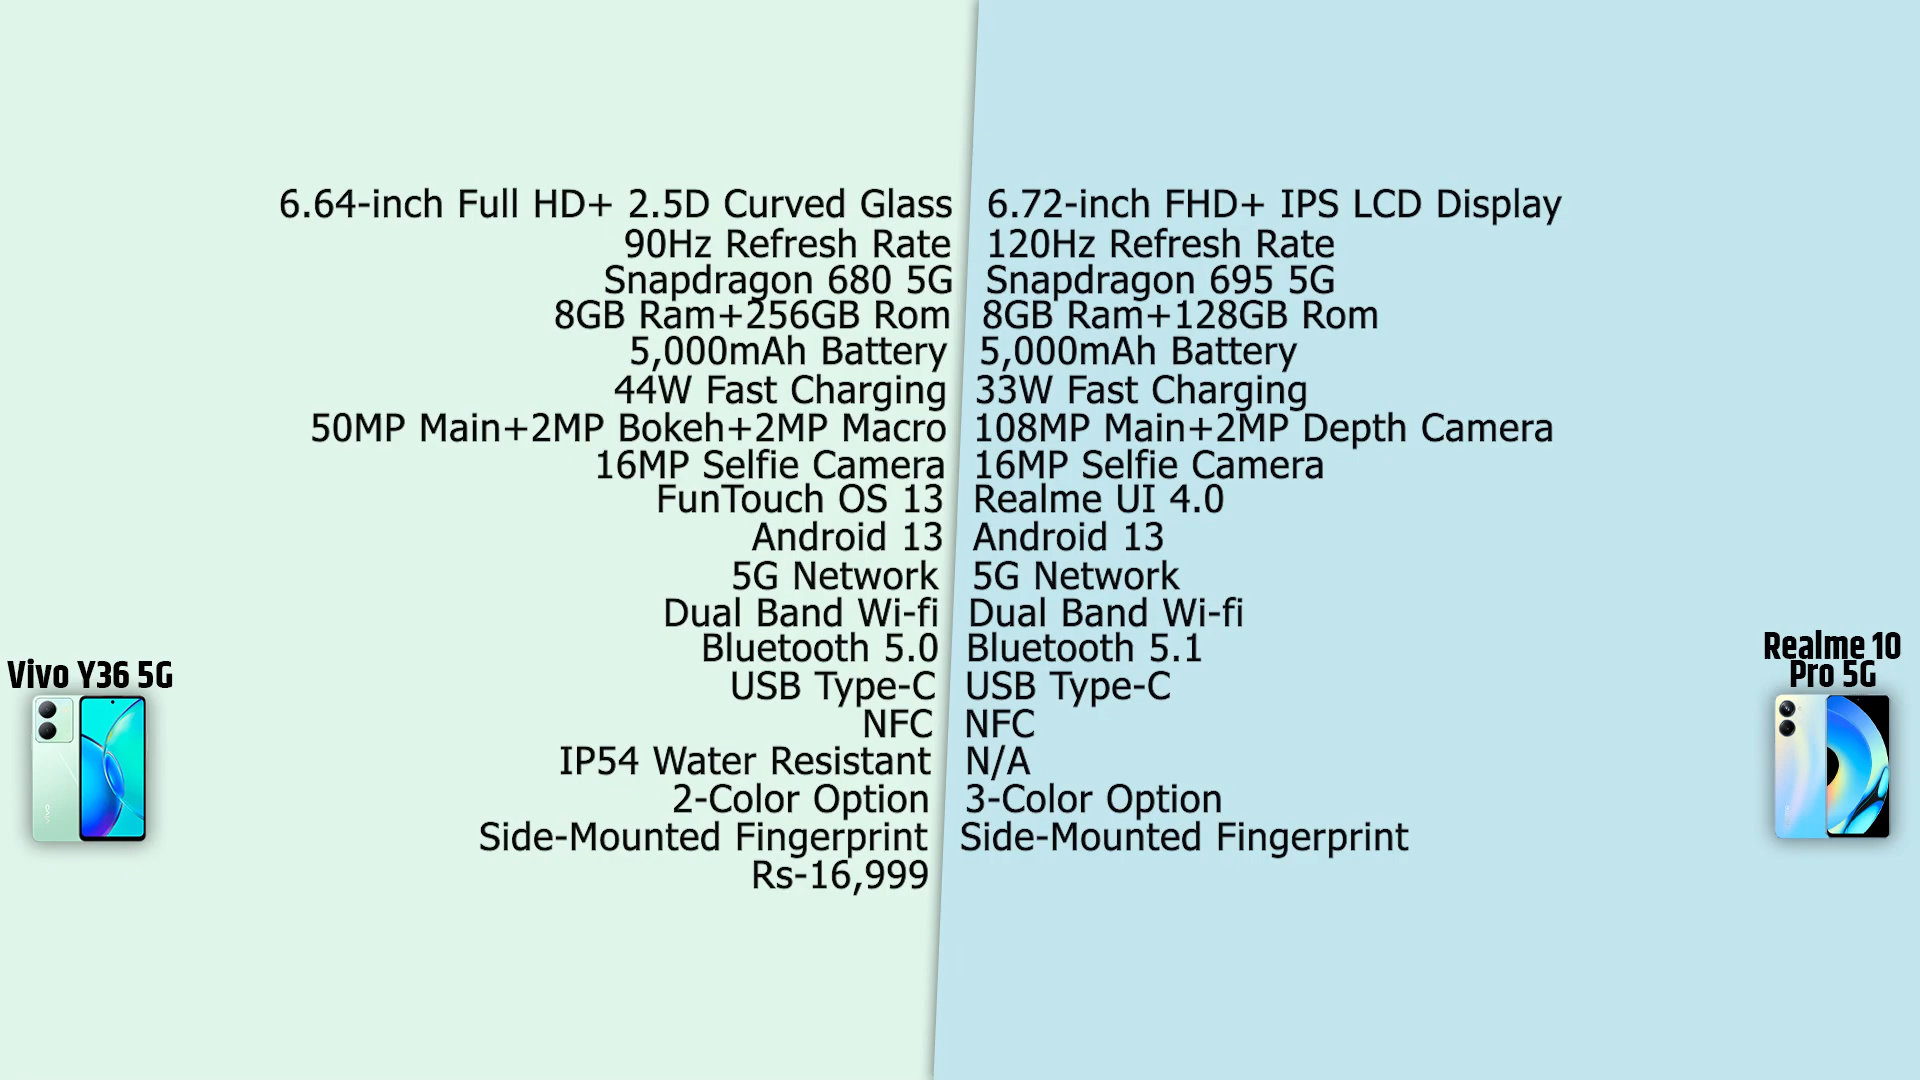 6.64-inch Full HD+ 2.5D Curved Glass
90Hz Refresh Rate
Snapdragon 680 5G
8GB Ram+256GB Rom
5,000mAh Battery
44W Fast Charging
50MP Main+2MP Bokeh+2MP Macro
16MP Selfie Camera
FunTouch OS 13
Android 13
5G Network
Dual Band Wi-fi
Bluetooth 5.0
USB Type-C
NFC
IP54 Water Resistant
2-Color Option
Side-Mounted Fingerprint
Rs-16,999
6.72-inch FHD+ IPS LCD Display
120Hz Refresh Rate
Snapdragon 695 5G
8GB Ram+128GB Rom
5,000mAh Battery
33W Fast Charging
108MP Main+2MP Depth Camera
16MP Selfie Camera
Realme UI 4.0
Android 13
5G Network
Dual Band Wi-fi
Bluetooth 5.1
USB Type-C
NFC
N/A
3-Color Option
Side-Mounted Fingerprint
Vivo Y36 5G
vivo
Realme 10
Pro 5G